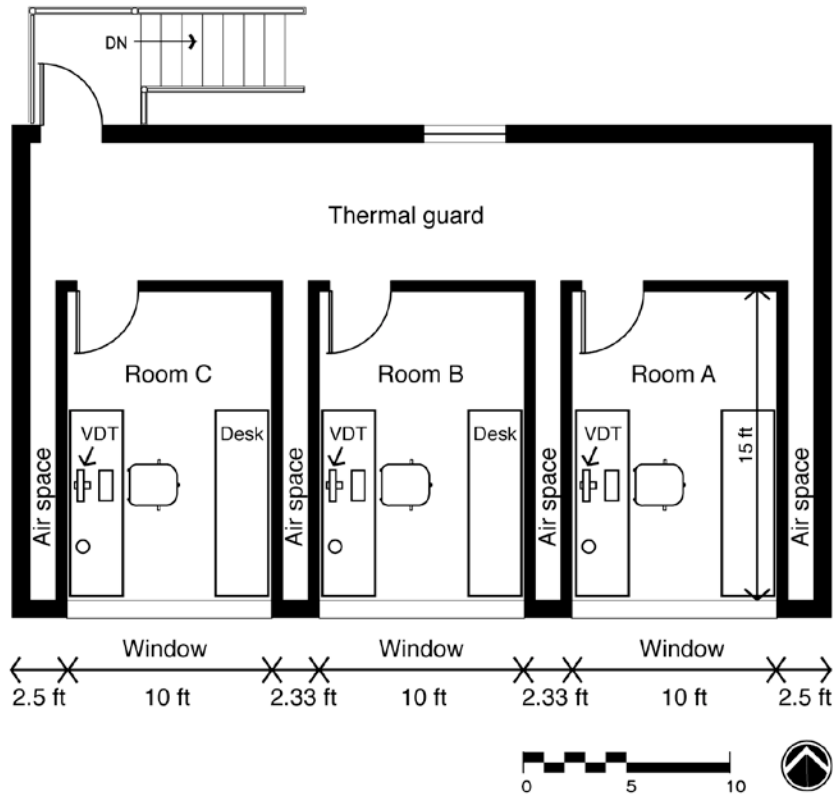 DN
Thermal guard
Room C
Room B
Room A
VDT
Desk
VDT
Desk
VDT
15 ft
Air space
Air space
Air space
Air space
Window
Window
Window
2.5 ft
10 ft
2.33 ft
10 ft
2.33 ft
10 ft
2.5 ft
0
5
10